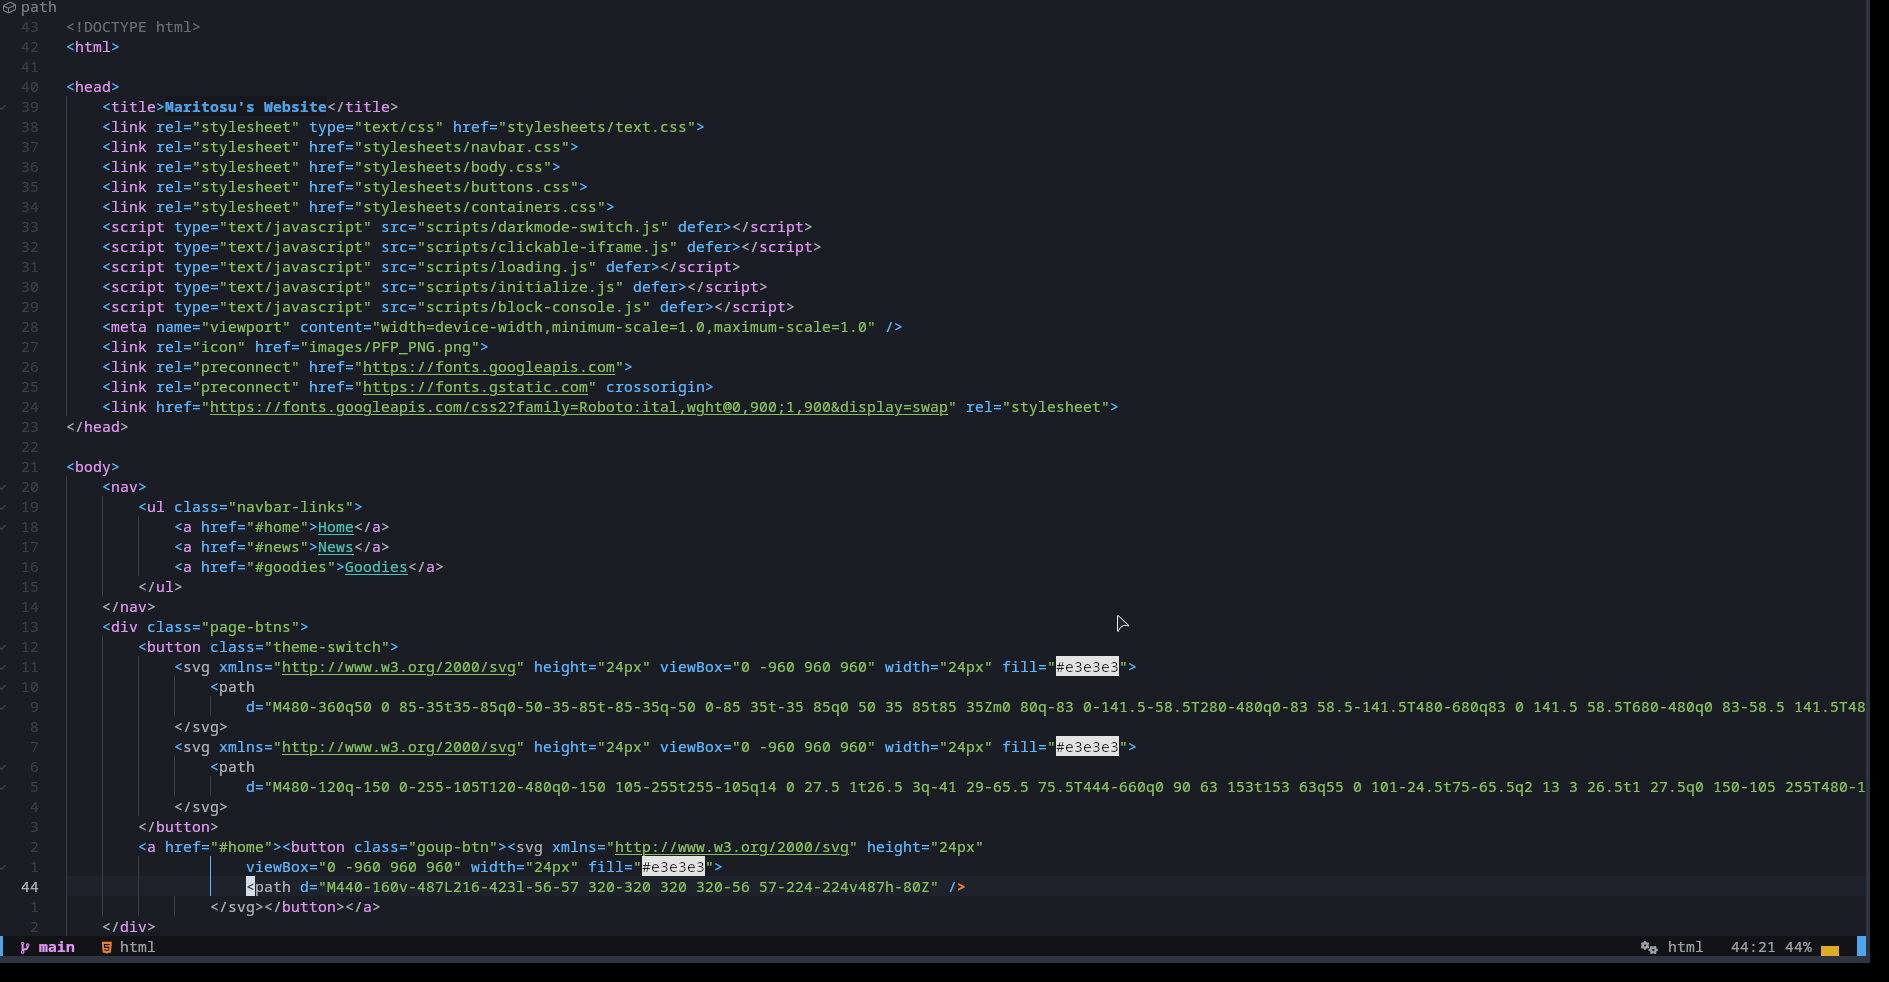 path
43 <!DOCTYPE html>
42 <html>
41
40 <head>
39 <title>Maritosu's Website</title>
38 <link rel="stylesheet" type="text/css" href="stylesheets/text.css">
37 <link rel="stylesheet" href="stylesheets/navbar.css">
36 <link rel="stylesheet" href="stylesheets/body.css">
35 <link rel="stylesheet" href="stylesheets/buttons.css">
34 <link rel="stylesheet" href="stylesheets/containers.css">
33 <script type="text/javascript" src="scripts/darkmode-switch.js" defer></script>
32 <script type="text/javascript" src="scripts/clickable-iframe.js" defer></script>
31 <script type="text/javascript" src="scripts/loading.js" defer></script>
30 <script type="text/javascript" src="scripts/initialize.js" defer></script>
29 <script type="text/javascript" src="scripts/block-console.js" defer></script>
28 <meta name="viewport" content="width=device-width,minimum-scale=1.0,maximum-scale=1.0" />
27 <link rel="icon" href="images/PFP_PNG.png">
26 <link rel="preconnect" href="https://fonts.googleapis.com">
25 <link rel="preconnect" href="https://fonts.gstatic.com" crossorigin>
24 <link href="https://fonts.googleapis.com/css2?family=Roboto:ital,wght@0,900;1,900&display=swap" rel="stylesheet">
23 </head>
22
21 <body>
20 <nav>
19 <ul class="navbar-links">
18 <a href="#home">Home</a>
17 <a href="#news">News</a>
16 <a href="#goodies">Goodies</a>
15 </ul>
14 </nav>
13 <div class="page-btns">
12 <button class="theme-switch">
11 <svg xmlns="http://www.w3.org/2000/svg" height="24px" viewBox="0 -960 960 960" width="24px" fill="#e3e3e3">
10 <path
9 d="M480-360q50 0 85-35t35-85q0-50-35-85t-85-35q-50 0-85 35t-35 85q0 50 35 85t85 35Zm0 80q-83 0-141.5-58.5T280-480q0-83 58.5-141.5T480-680q83 0 141.5 58.5T680-480q0 83-58.5 141.5T48
8 </svg>
7 <svg xmlns="http://www.w3.org/2000/svg" height="24px" viewBox="0 -960 960 960" width="24px" fill="#e3e3e3">
6 <path
5 d="M480-120q-150 0-255-105T120-480q0-150 105-255t255-105q14 0 27.5 1t26.5 3q-41 29-65.5 75.5T444-660q0 90 63 153t153 63q55 0 101-24.5t75-65.5q2 13 3 26.5t1 27.5q0 150-105 255T480-1
4 </svg>
3 </button>
2 <a href="#home"><button class="goup-btn"><svg xmlns="http://www.w3.org/2000/svg" height="24px"
1 viewBox="0 -960 960 960" width="24px" fill="#e3e3e3">
44 <path d="M440-160v-487L216-423l-56-57 320-320 320 320-56 57-224-224v487h-80Z" />
1 </svg></button></a>
2 </div>
main html html 44:21 44%